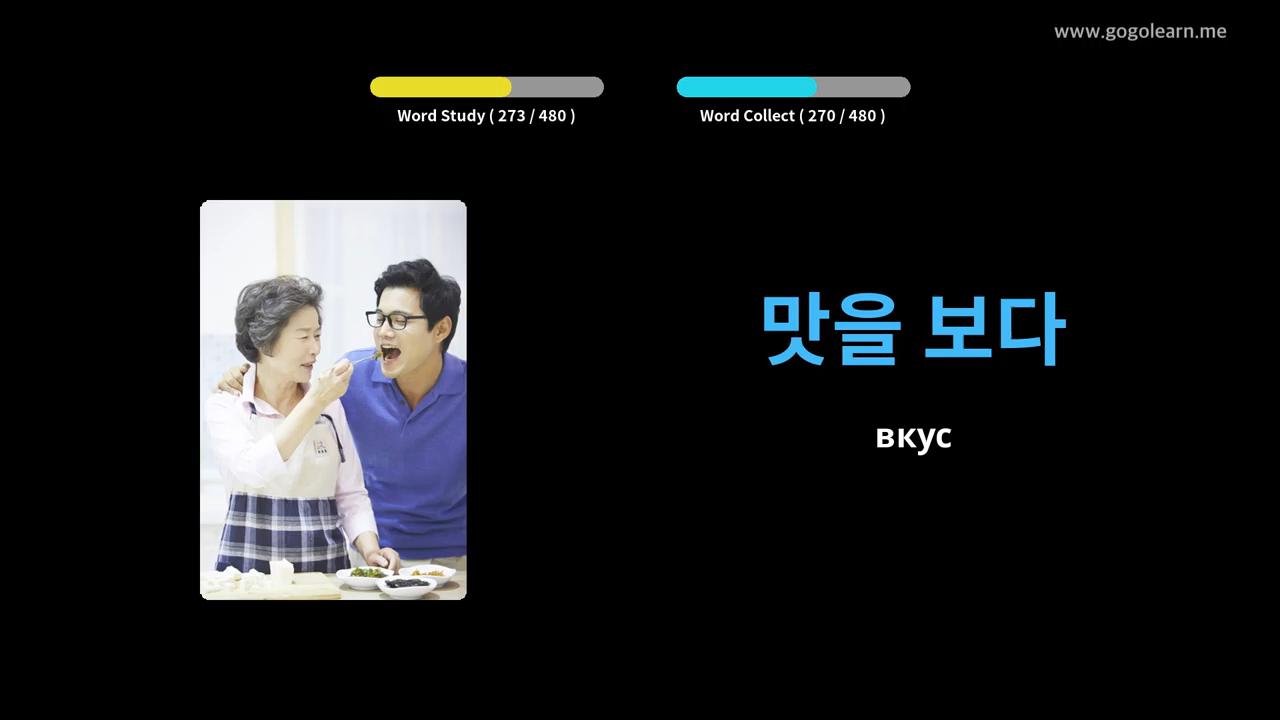 www.gogolearn.me
Word Study ( 273 / 480 )
Word Collect ( 270 / 480 )
맛을 보다
вкус